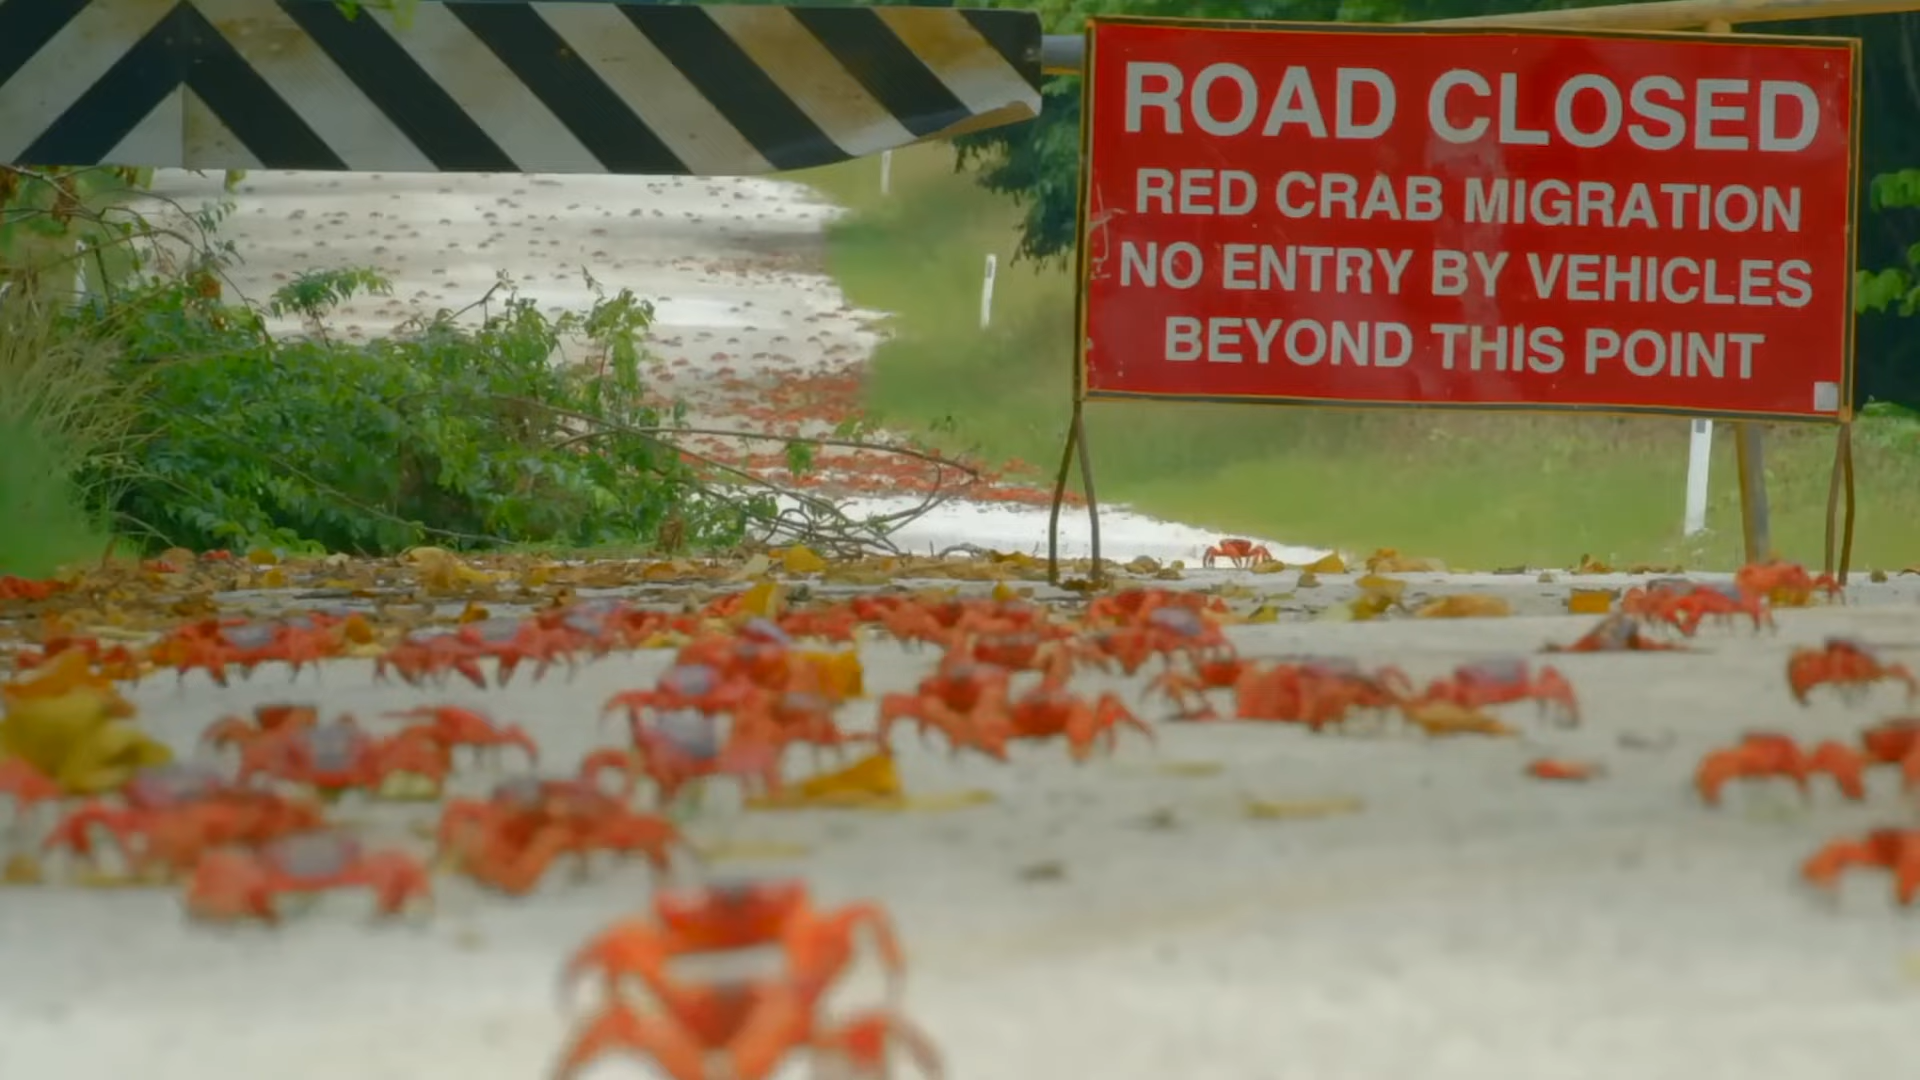 ROAD CLOSED
RED CRAB MIGRATION
NO ENTRY BY VEHICLES
BEYOND THIS POINT